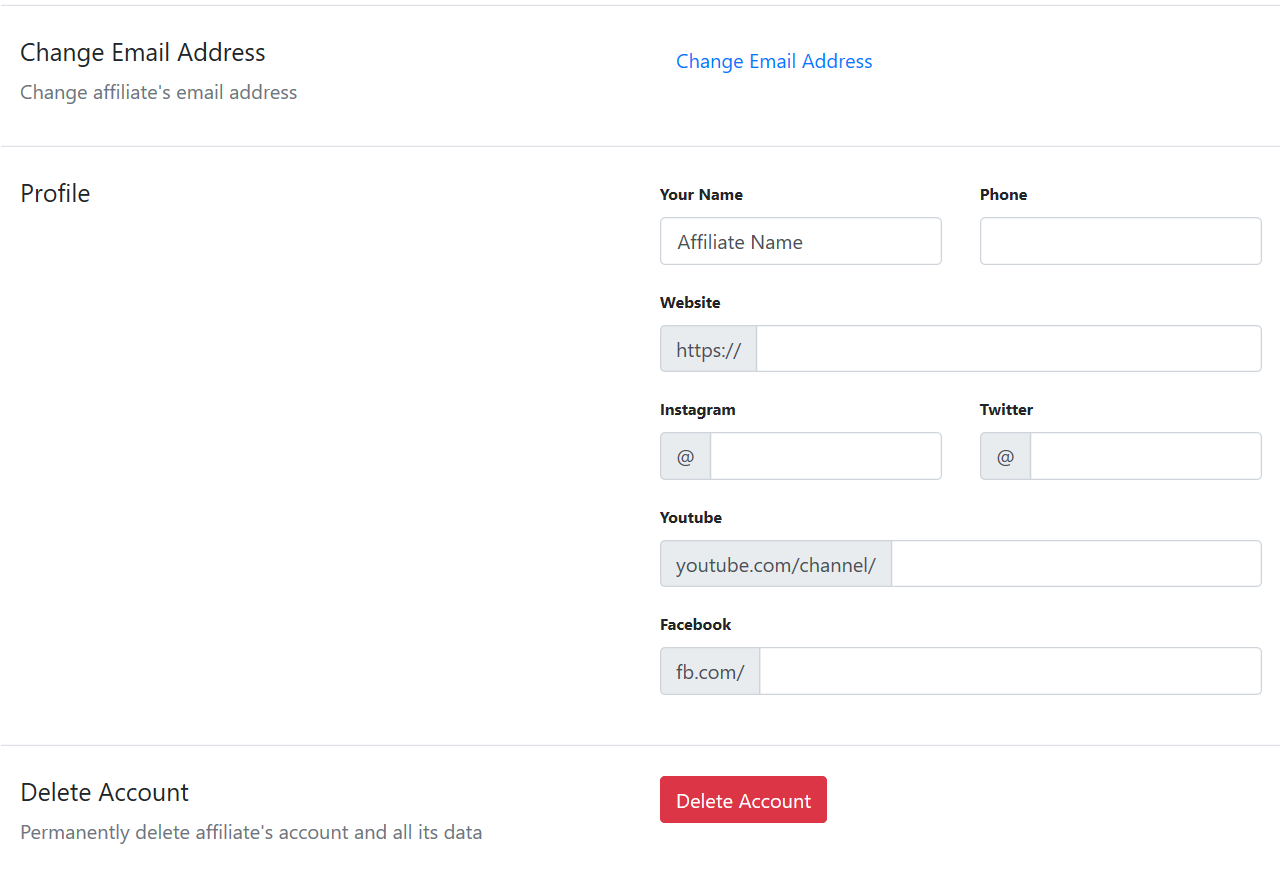 Change Email Address
Change Email Address
Change affiliate's email address
Profile
Your Name
Phone
Affiliate Name
Website
https://
Instagram
Twitter
@
@
Youtube
youtube.com/channel/
Facebook
fb.com/
Delete Account
Delete Account
Permanently delete affiliate's account and all its data